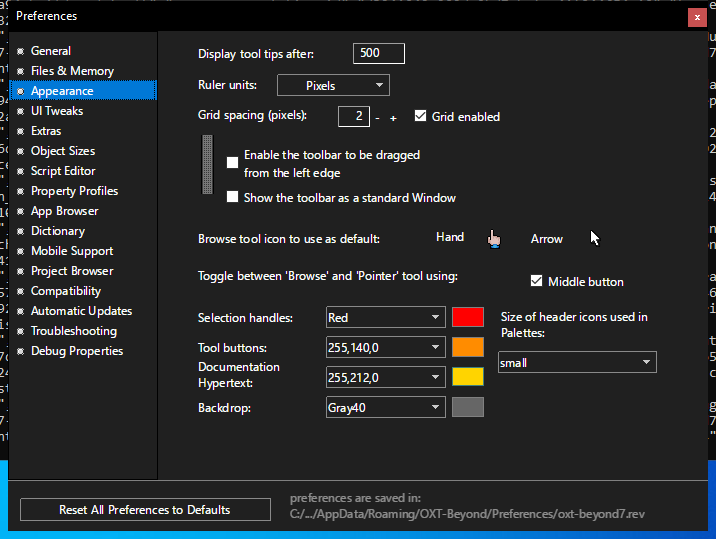 Preferences
x
General
Files & Memory
Appearance
UI Tweaks
Extras
Object Sizes
Script Editor
Property Profiles
App Browser
Dictionary
Mobile Support
Project Browser
Compatibility
Automatic Updates
Troubleshooting
Debug Properties
Display tool tips after: 500
Ruler units: Pixels
Grid spacing (pixels): 2 - + Grid enabled
Enable the toolbar to be dragged
from the left edge
Show the toolbar as a standard Window
Browse tool icon to use as default: Hand Arrow
Toggle between 'Browse' and 'Pointer' tool using: Middle button
Selection handles: Red
Tool buttons: 255,140,0
Documentation
Hypertext: 255,212,0
Backdrop: Gray40
Size of header icons used in
Palettes:
small
Reset All Preferences to Defaults
preferences are saved in:
C:/.../AppData/Roaming/OXT-Beyond/Preferences/oxt-beyond7.rev